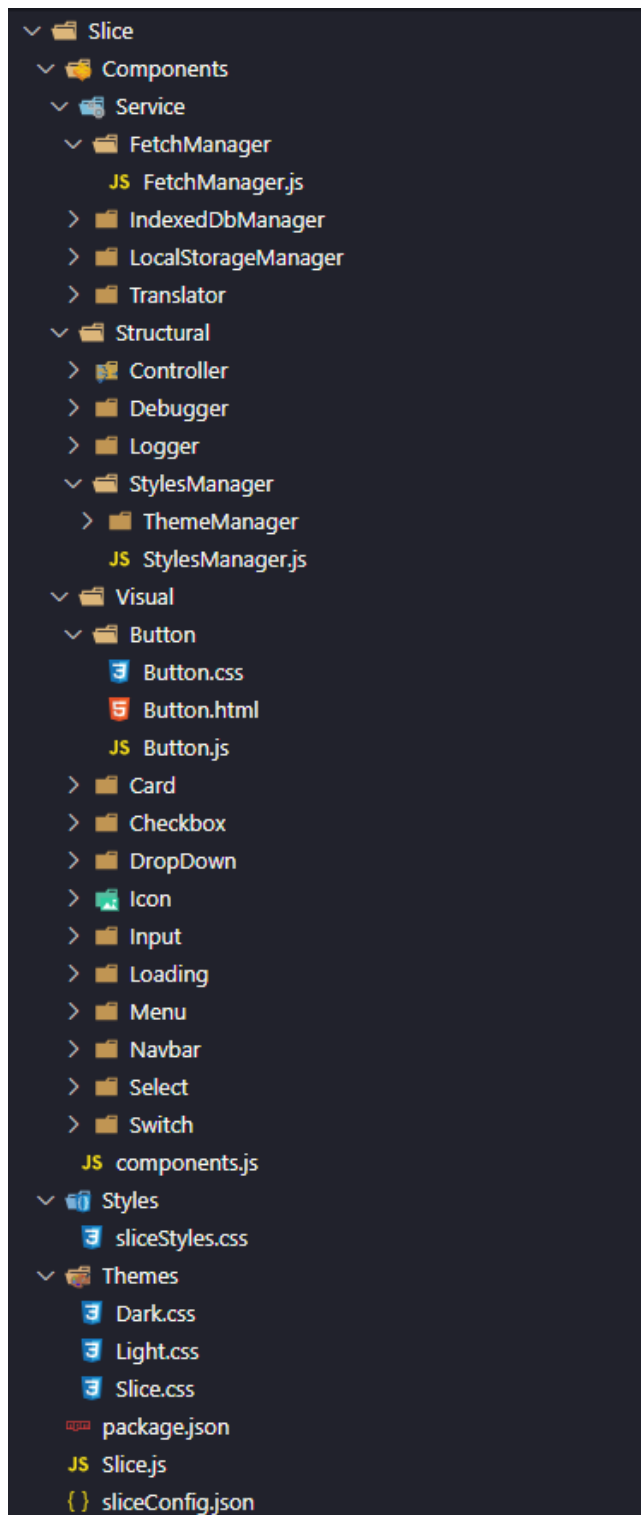 Slice
Components
Service
FetchManager
JS FetchManager.js
IndexedDbManager
LocalStorageManager
Translator
Structural
Controller
Debugger
Logger
StylesManager
ThemeManager
JS StylesManager.js
Visual
Button
Button.css
Button.html
JS Button.js
Card
Checkbox
DropDown
Icon
Input
Loading
Menu
Navbar
Select
Switch
JS components.js
Styles
sliceStyles.css
Themes
Dark.css
Light.css
Slice.css
npm package.json
JS Slice.js
{ } sliceConfig.json